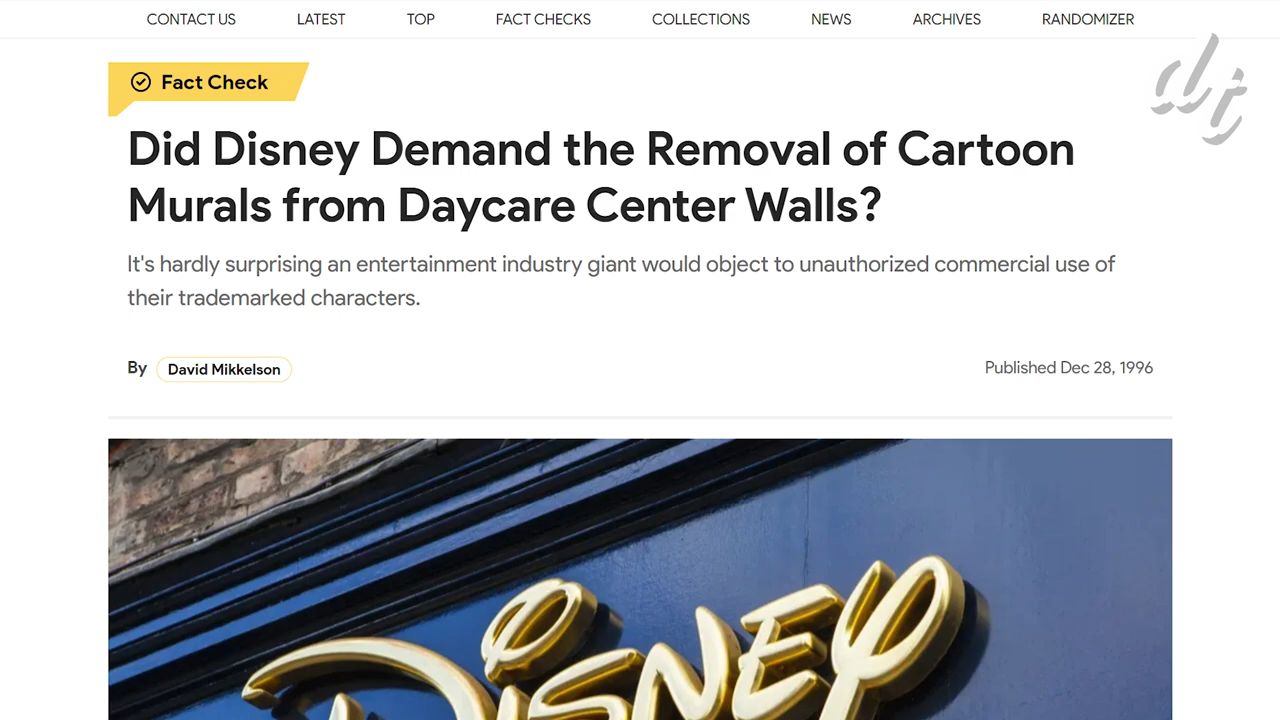 CONTACT US LATEST TOP FACT CHECKS COLLECTIONS NEWS ARCHIVES RANDOMIZER
dt
Fact Check
Did Disney Demand the Removal of Cartoon
Murals from Daycare Center Walls?
It's hardly surprising an entertainment industry giant would object to unauthorized commercial use of
their trademarked characters.
By David Mikkelson Published Dec 28, 1996
DiSNEY